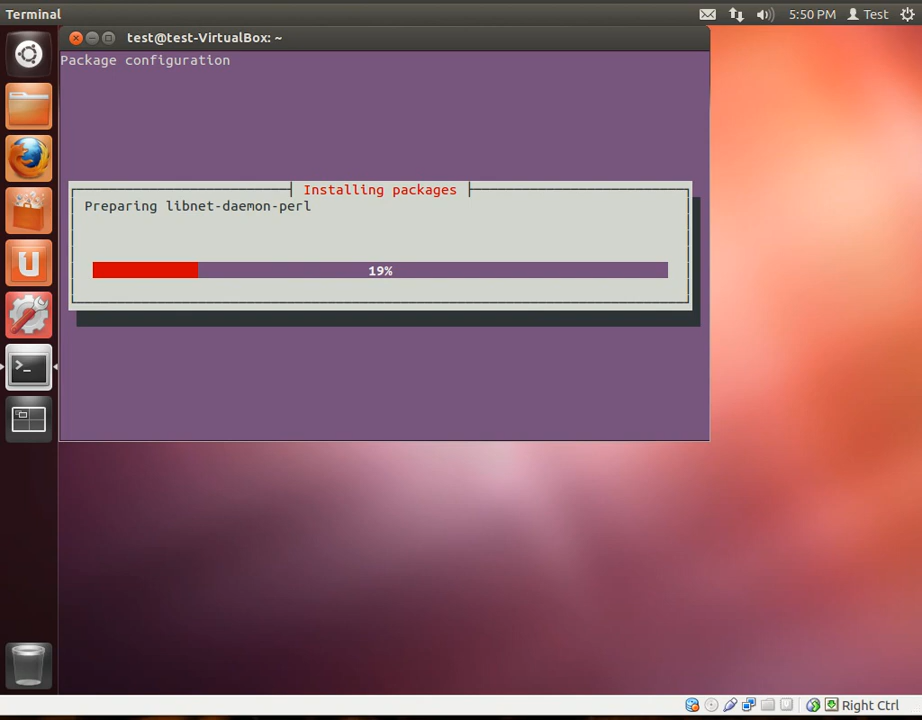 Terminal
5:50 PM
Test
test@test-VirtualBox: ~
Package configuration
Installing packages
Preparing libnet-daemon-perl
19%
Right Ctrl